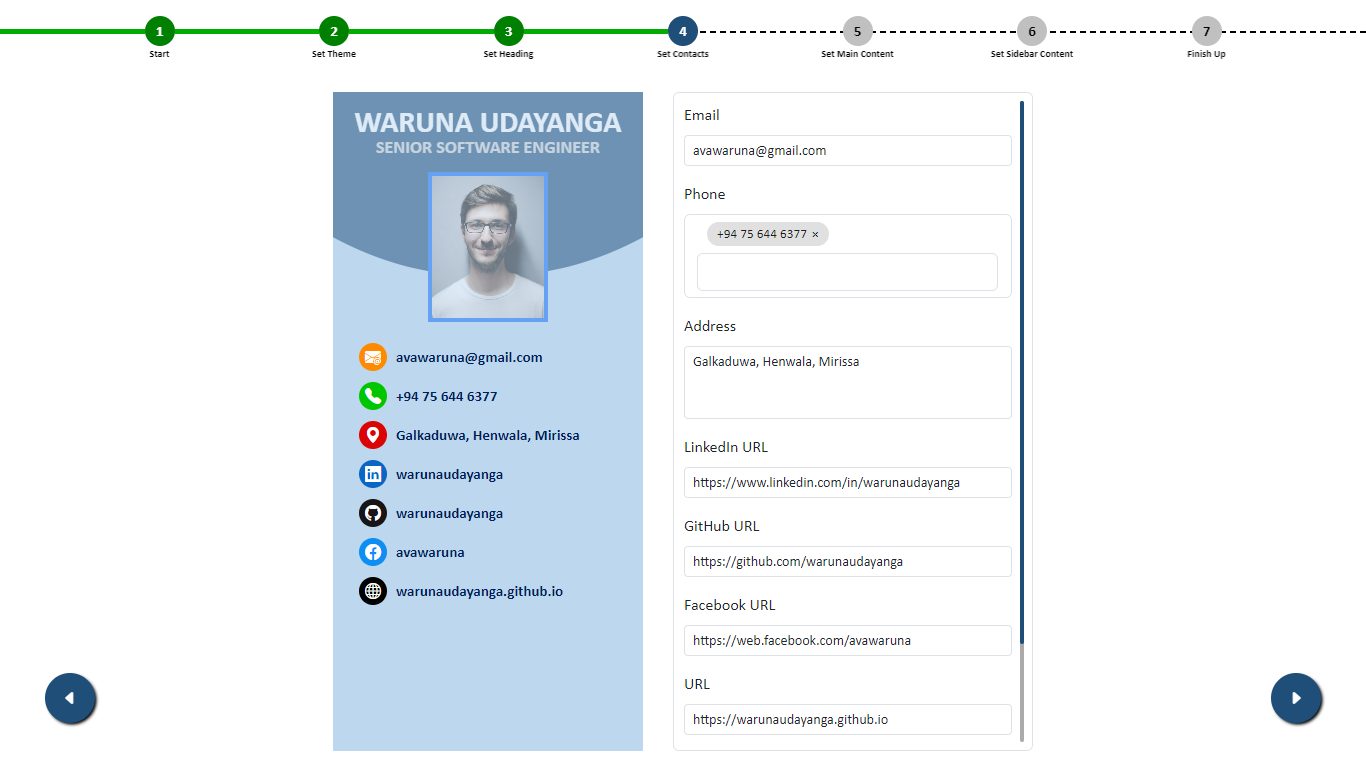 1
2
3
4
5
6
7
Start
Set Theme
Set Heading
Set Contacts
Set Main Content
Set Sidebar Content
Finish Up
WARUNA UDAYANGA
SENIOR SOFTWARE ENGINEER
avawaruna@gmail.com
+94 75 644 6377
Galkaduwa, Henwala, Mirissa
warunaudayanga
warunaudayanga
avawaruna
warunaudayanga.github.io
Email
avawaruna@gmail.com
Phone
+94 75 644 6377 ×
Address
Galkaduwa, Henwala, Mirissa
LinkedIn URL
https://www.linkedin.com/in/warunaudayanga
GitHub URL
https://github.com/warunaudayanga
Facebook URL
https://web.facebook.com/avawaruna
URL
https://warunaudayanga.github.io